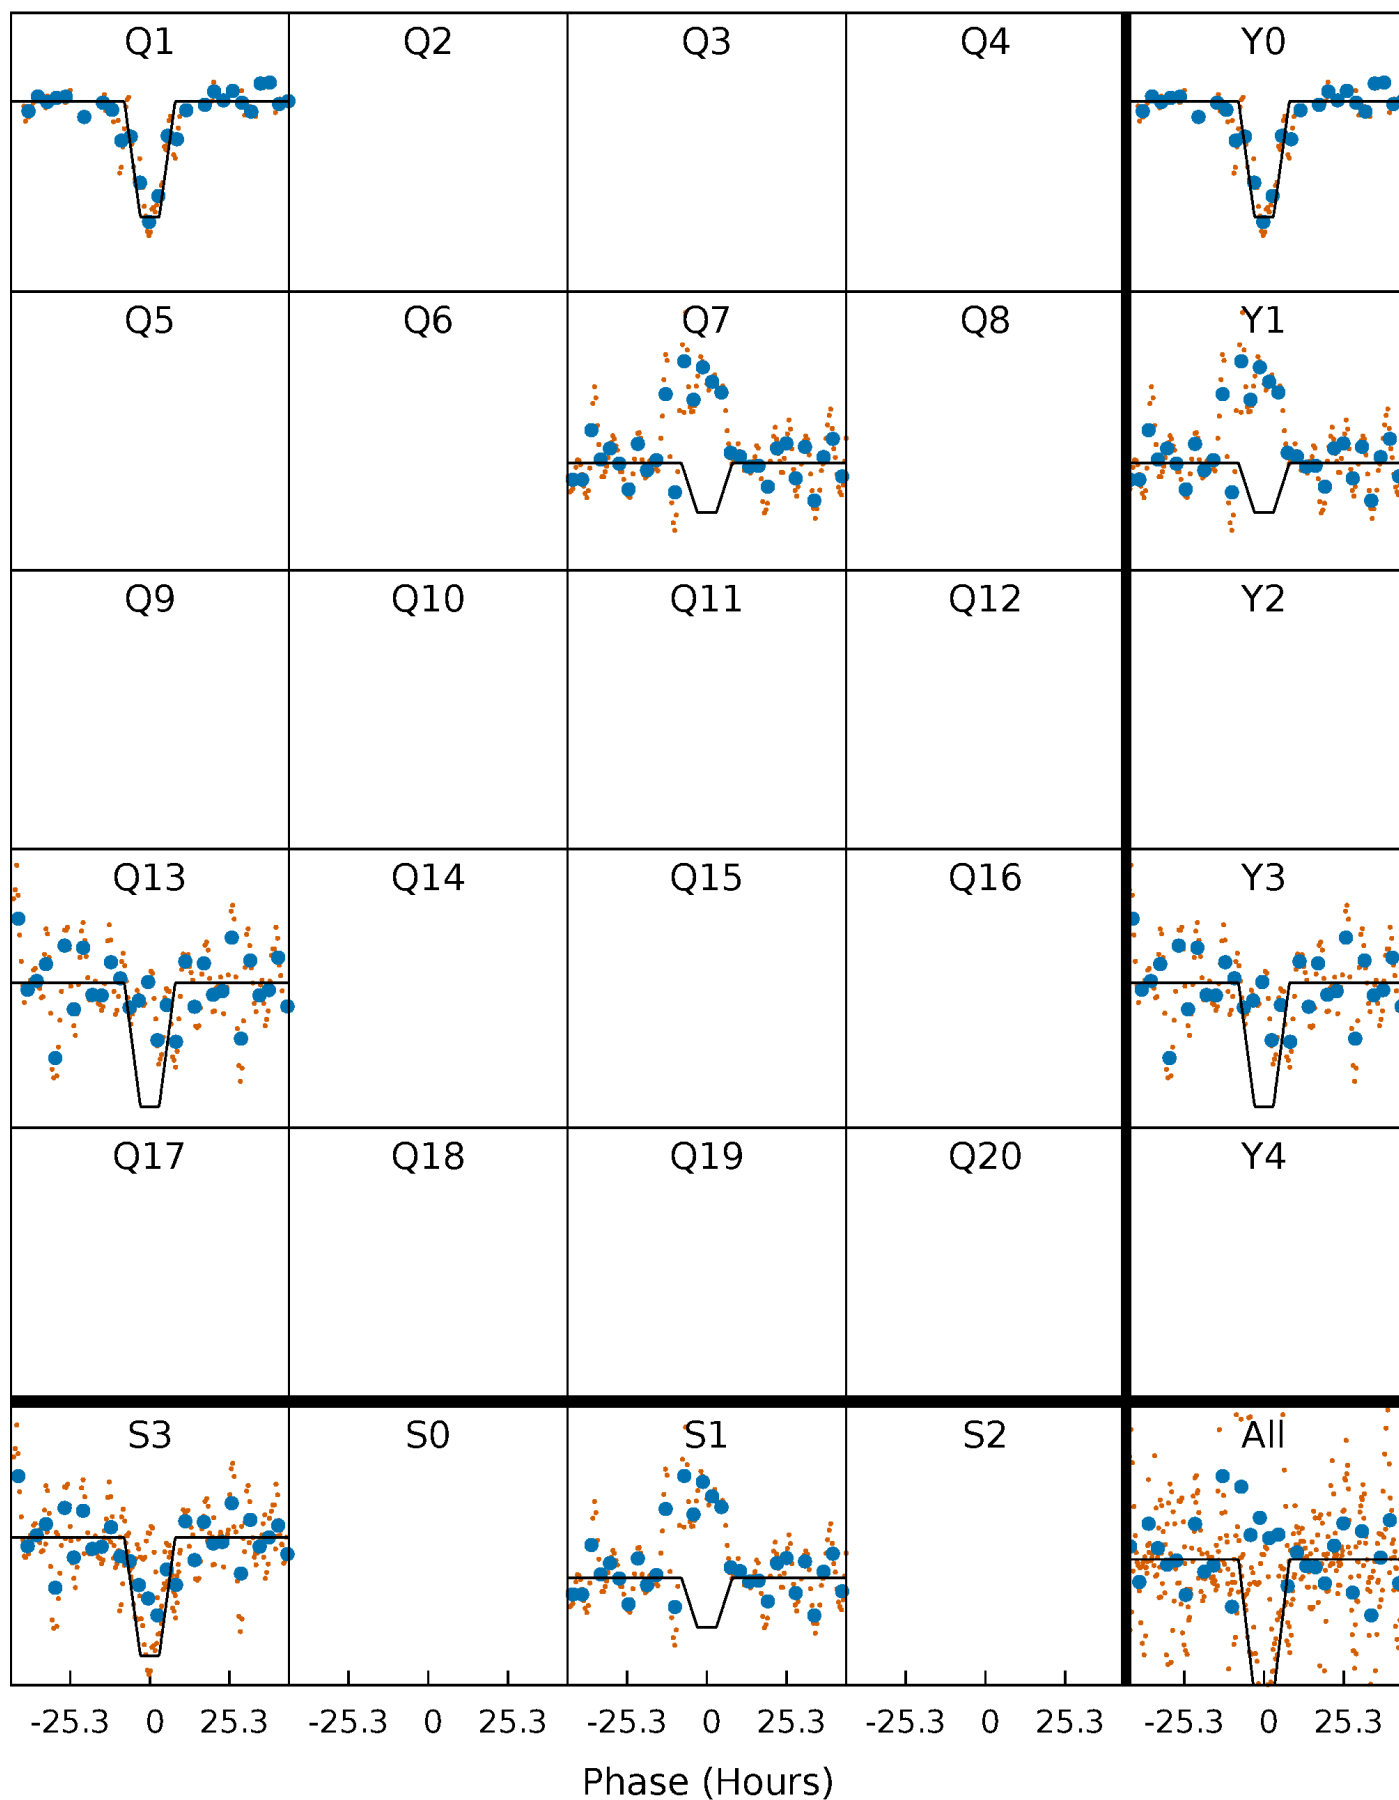 Q1 Q2 Q3 Q4 Y0
Q5 Q6 Q7 Q8 Y1
Q9 Q10 Q11 Q12 Y2
Q13 Q14 Q15 Q16 Y3
Q17 Q18 Q19 Q20 Y4
S3 S0 S1 S2 All
-25.3 0 25.3 -25.3 0 25.3 -25.3 0 25.3 -25.3 0 25.3 -25.3 0 25.3
Phase (Hours)